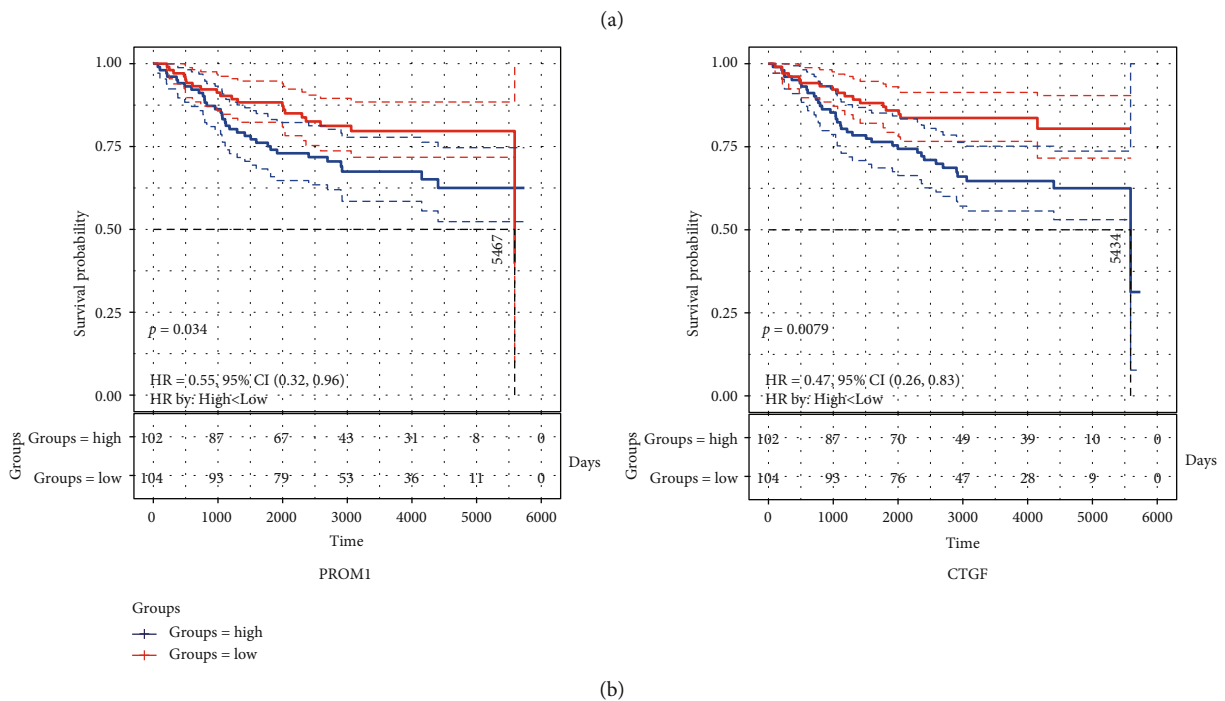 (a)
1.00
0.75
0.50
0.25
0.00
Survival probability
5467
p = 0.034
HR = 0.55, 95% CI (0.32, 0.96)
HR by: High<Low
Groups
Groups = high 102 87 67 43 31 8 0
Groups = low 104 93 79 53 36 11 0
Days
0 1000 2000 3000 4000 5000 6000
Time
PROM1
1.00
0.75
0.50
0.25
0.00
Survival probability
5434
p = 0.0079
HR = 0.47, 95% CI (0.26, 0.83)
HR by: High<Low
Groups
Groups = high 102 87 70 49 39 10 0
Groups = low 104 93 76 47 28 9 0
Days
0 1000 2000 3000 4000 5000 6000
Time
CTGF
Groups
Groups = high
Groups = low
(b)